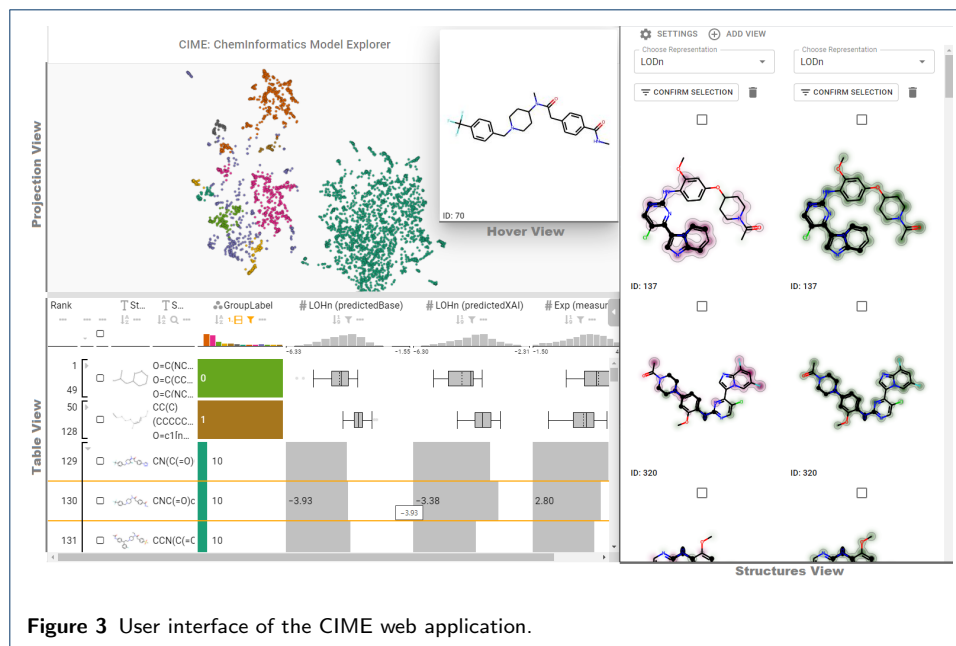 CIME: ChemInformatics Model Explorer
Projection View
ID: 70
Hover View
SETTINGS ADD VIEW
Choose Representation Choose Representation
LODn LODn
CONFIRM SELECTION CONFIRM SELECTION
ID: 137 ID: 137
ID: 320 ID: 320
Structures View
Table View
Rank St... S... GroupLabel # LOHn (predictedBase) # LOHn (predictedXAI) # Exp (measur
−8.33 −1.55 −6.30 −2.31 −1.50
1 O=C(NC... 0
O=C(CC...
49 O=C(NC...
50 CC(C) 1
(CCCCC...
128 O=c1[n...
129 CN(C(=O) 10
130 CNC(=O)c 10 −3.93 −3.38 2.80
−3.93
131 CCN(C(=C 10
Figure 3 User interface of the CIME web application.